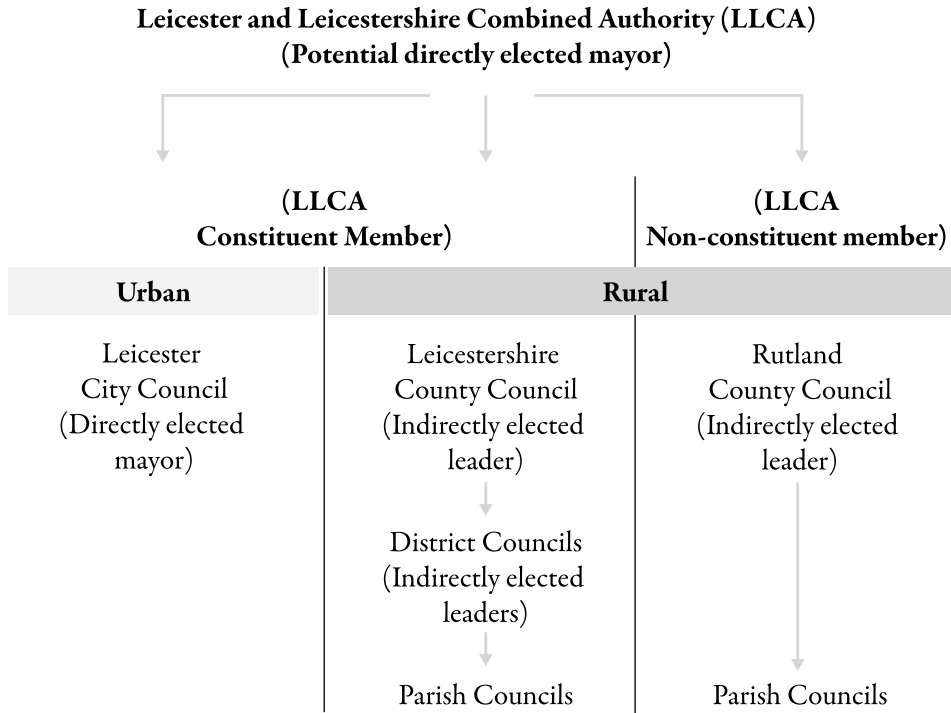 Leicester and Leicestershire Combined Authority (LLCA)
(Potential directly elected mayor)
(LLCA
Constituent Member)
(LLCA
Non-constituent member)
Urban
Rural
Leicester
City Council
(Directly elected
mayor)
Leicestershire
County Council
(Indirectly elected
leader)
District Councils
(Indirectly elected
leaders)
Parish Councils
Rutland
County Council
(Indirectly elected
leader)
Parish Councils